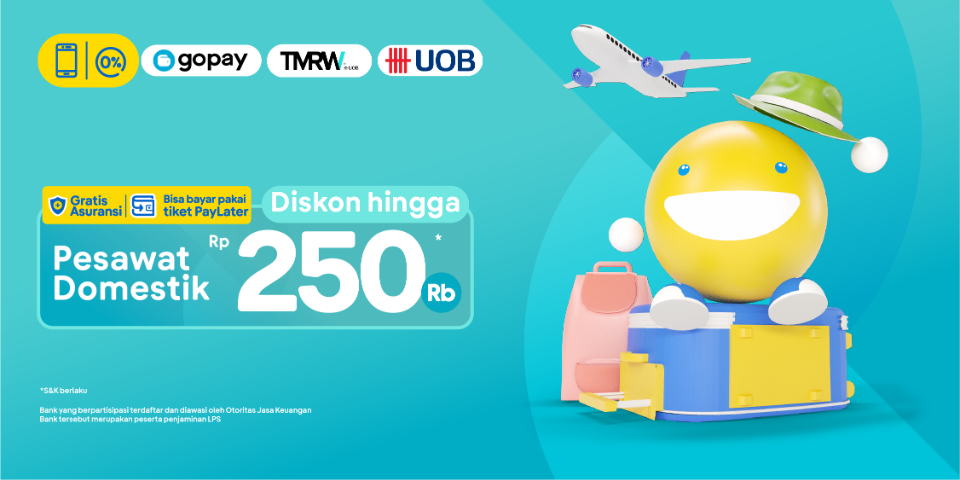 0%
gopay
TMRW
by UOB
UOB
Gratis
Asuransi
Bisa bayar pakai
tiket PayLater
Diskon hingga
Pesawat
Domestik
Rp 250 Rb*
*S&K berlaku
Bank yang berpartisipasi terdaftar dan diawasi oleh Otoritas Jasa Keuangan
Bank tersebut merupakan peserta penjaminan LPS